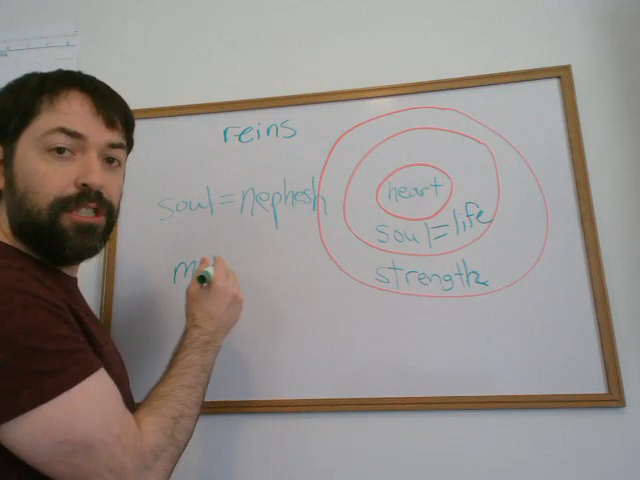 reins
soul = nephesh
m
heart
soul = life
strength